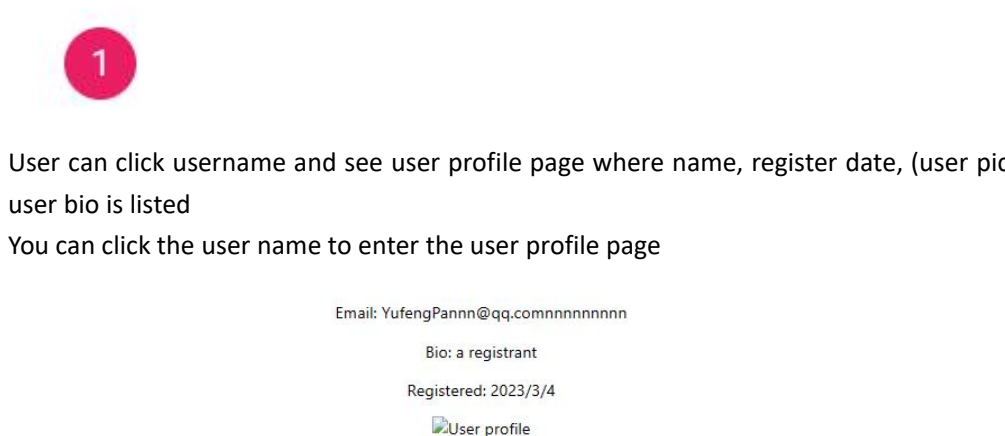 1
User can click username and see user profile page where name, register date, (user pic
user bio is listed
You can click the user name to enter the user profile page
Email: YufengPannn@qq.comnnnnnnnnnn
Bio: a registrant
Registered: 2023/3/4
User profile